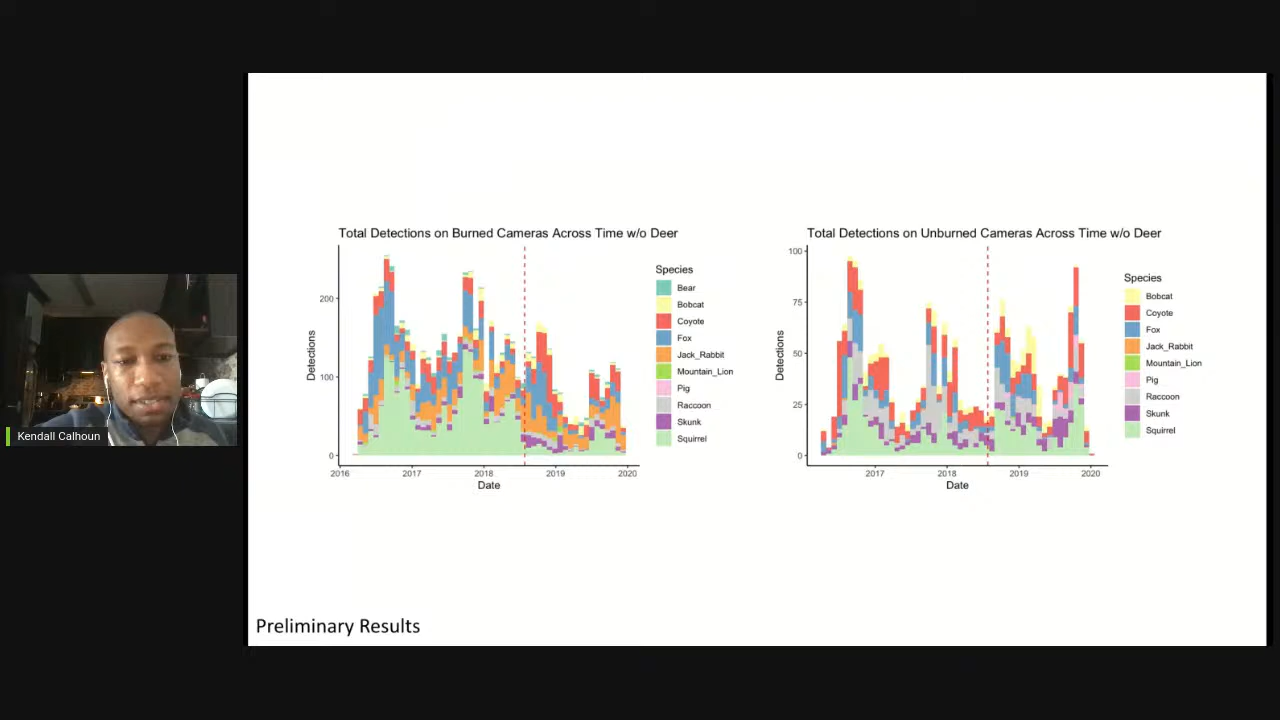 Kendall Calhoun
Total Detections on Burned Cameras Across Time w/o Deer
Detections
200
100
0
2016
2017
2018
2019
2020
Date
Species
Bear
Bobcat
Coyote
Fox
Jack_Rabbit
Mountain_Lion
Pig
Raccoon
Skunk
Squirrel
Total Detections on Unburned Cameras Across Time w/o Deer
Detections
100
75
50
25
0
2017
2018
2019
2020
Date
Species
Bobcat
Coyote
Fox
Jack_Rabbit
Mountain_Lion
Pig
Raccoon
Skunk
Squirrel
Preliminary Results